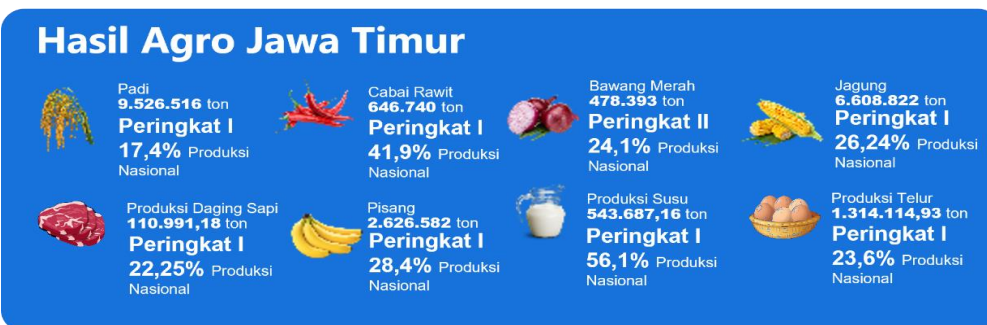 Hasil Agro Jawa Timur
Padi
9.526.516 ton
Peringkat I
17,4% Produksi
Nasional
Cabai Rawit
646.740 ton
Peringkat I
41,9% Produksi
Nasional
Bawang Merah
478.393 ton
Peringkat II
24,1% Produksi
Nasional
Jagung
6.608.822 ton
Peringkat I
26,24% Produksi
Nasional
Produksi Daging Sapi
110.991,18 ton
Peringkat I
22,25% Produksi
Nasional
Pisang
2.626.582 ton
Peringkat I
28,4% Produksi
Nasional
Produksi Susu
543.687,16 ton
Peringkat I
56,1% Produksi
Nasional
Produksi Telur
1.314.114,93 ton
Peringkat I
23,6% Produksi
Nasional